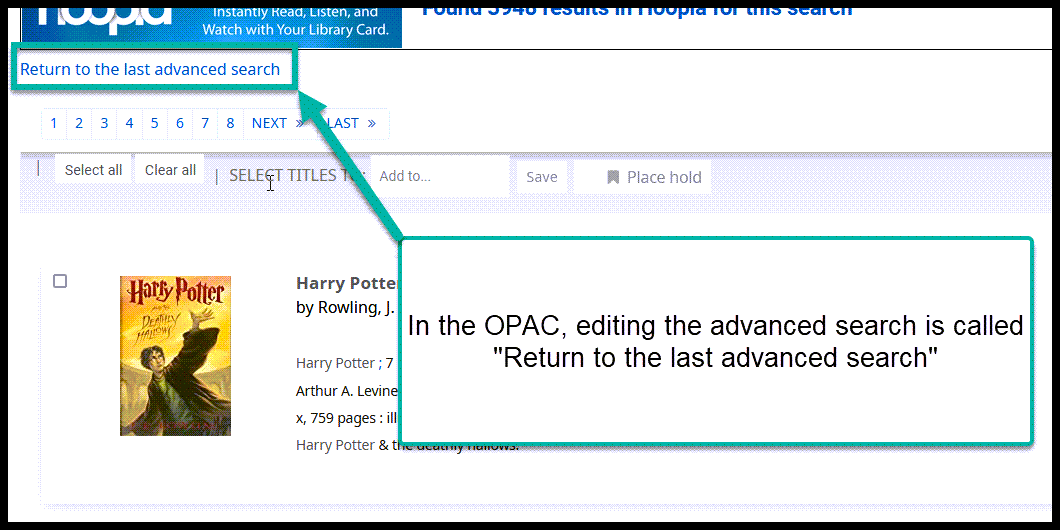 hoopla
Instantly Read, Listen, and
Watch with Your Library Card.
Found 3948 results in Hoopla for this search
Return to the last advanced search
1 2 3 4 5 6 7 8 NEXT » LAST »
| Select all Clear all | SELECT TITLES TO: Add to... Save Place hold
Harry Potter
AND THE
DEATHLY
HALLOWS
Harry Potte
by Rowling, J.
Harry Potter ; 7
Arthur A. Levine
x, 759 pages : ill
Harry Potter & the deathly hallows.
In the OPAC, editing the advanced search is called
"Return to the last advanced search"